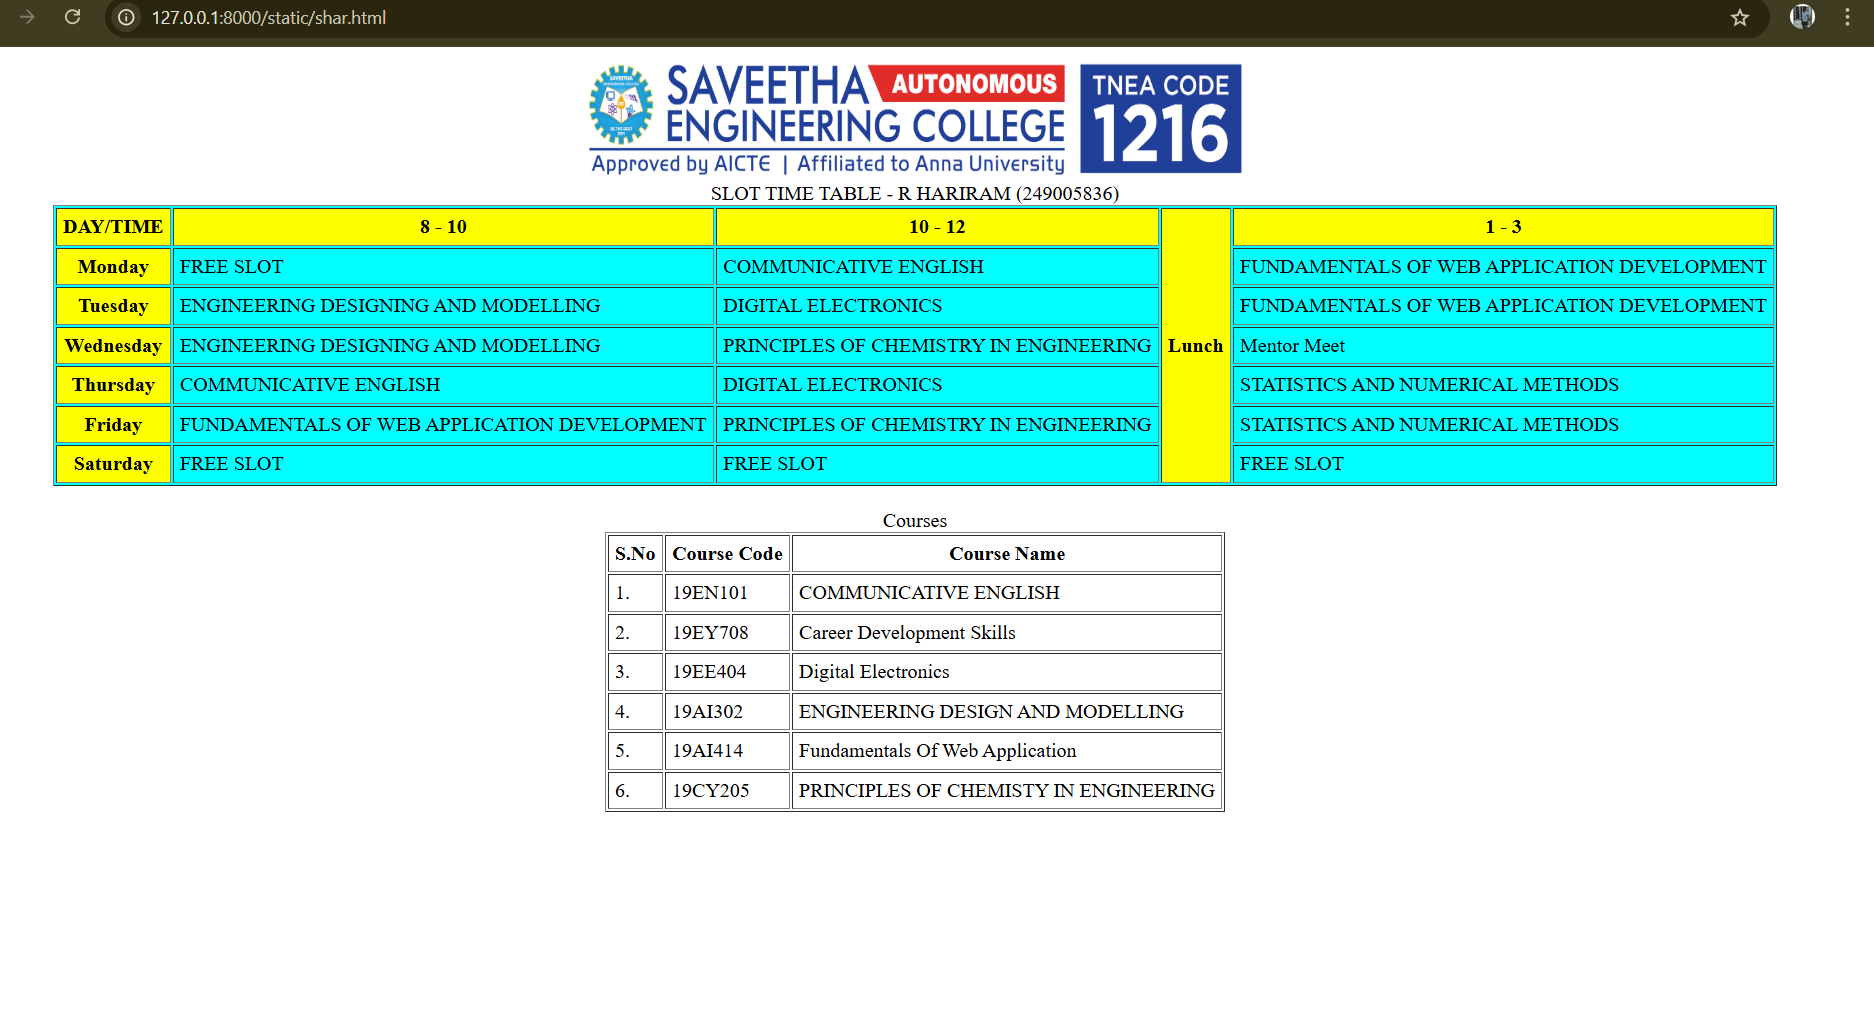 127.0.0.1:8000/static/shar.html
SAVEETHA AUTONOMOUS
ENGINEERING COLLEGE
Approved by AICTE | Affiliated to Anna University
TNEA CODE
1216
SLOT TIME TABLE - R HARIRAM (249005836)
DAY/TIME 8 - 10 10 - 12 Lunch 1 - 3
Monday FREE SLOT COMMUNICATIVE ENGLISH FUNDAMENTALS OF WEB APPLICATION DEVELOPMENT
Tuesday ENGINEERING DESIGNING AND MODELLING DIGITAL ELECTRONICS FUNDAMENTALS OF WEB APPLICATION DEVELOPMENT
Wednesday ENGINEERING DESIGNING AND MODELLING PRINCIPLES OF CHEMISTRY IN ENGINEERING Mentor Meet
Thursday COMMUNICATIVE ENGLISH DIGITAL ELECTRONICS STATISTICS AND NUMERICAL METHODS
Friday FUNDAMENTALS OF WEB APPLICATION DEVELOPMENT PRINCIPLES OF CHEMISTRY IN ENGINEERING STATISTICS AND NUMERICAL METHODS
Saturday FREE SLOT FREE SLOT FREE SLOT
Courses
S.No Course Code Course Name
1. 19EN101 COMMUNICATIVE ENGLISH
2. 19EY708 Career Development Skills
3. 19EE404 Digital Electronics
4. 19AI302 ENGINEERING DESIGN AND MODELLING
5. 19AI414 Fundamentals Of Web Application
6. 19CY205 PRINCIPLES OF CHEMISTY IN ENGINEERING